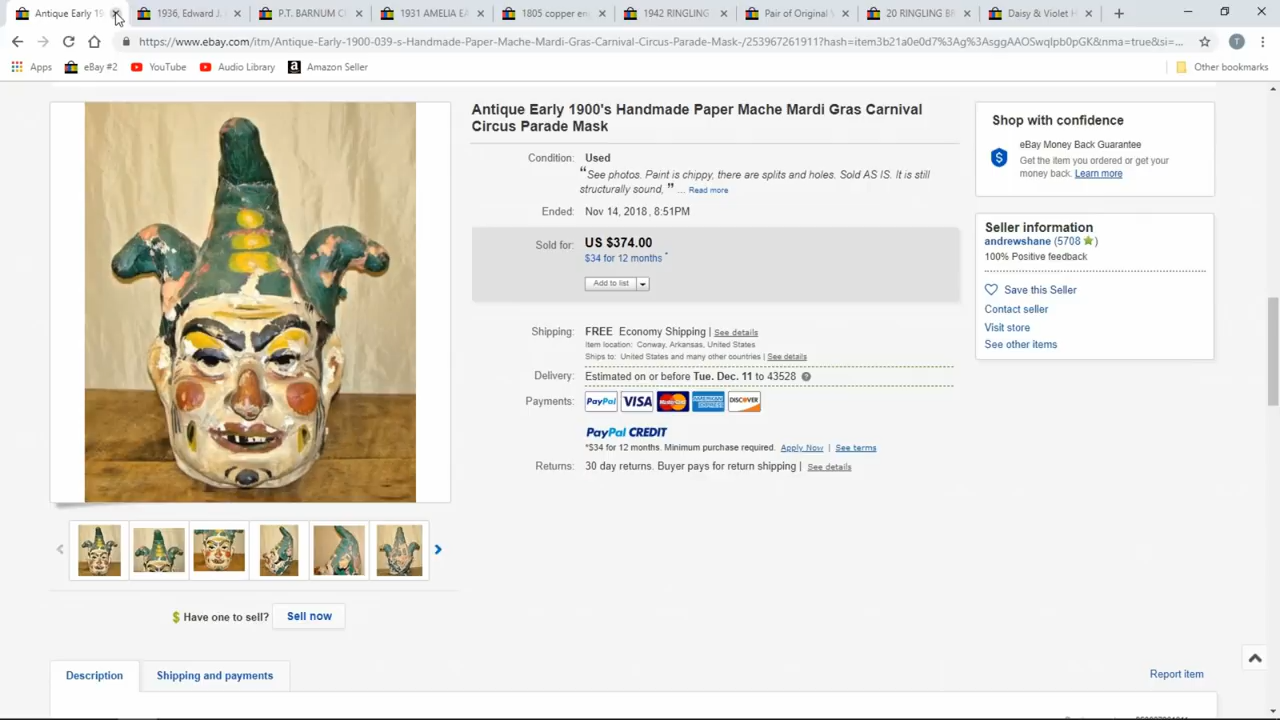 Antique Early 19
1936; Edward J.
P.T. BARNUM C
1931 AMELIA EA
1805 copper en
1942 RINGLING
Pair of Original
20 RINGLING BR
Daisy & Violet H
https://www.ebay.com/itm/Antique-Early-1900-039-s-Handmade-Paper-Mache-Mardi-Gras-Carnival-Circus-Parade-Mask-/253967261911?hash=item3b21a0e0d7%3Ag%3AsggAAOSwqIpb0pGK&nma=true&si=...
T
Apps
eBay #2
YouTube
Audio Library
Amazon Seller
Other bookmarks
Antique Early 1900's Handmade Paper Mache Mardi Gras Carnival
Circus Parade Mask
Condition: Used
“See photos. Paint is chippy, there are splits and holes. Sold AS IS. It is still
structurally sound, ” ... Read more
Ended: Nov 14, 2018 , 8:51PM
Sold for: US $374.00
$34 for 12 months *
Add to list
Shipping: FREE Economy Shipping | See details
Item location: Conway, Arkansas, United States
Ships to: United States and many other countries | See details
Delivery: Estimated on or before Tue. Dec. 11 to 43528
Payments: PayPal VISA MasterCard AMERICAN EXPRESS DISCOVER
PayPal CREDIT
*$34 for 12 months. Minimum purchase required. Apply Now | See terms
Returns: 30 day returns. Buyer pays for return shipping | See details
Shop with confidence
eBay Money Back Guarantee
Get the item you ordered or get your
money back. Learn more
Seller information
andrewshane (5708 )
100% Positive feedback
Save this Seller
Contact seller
Visit store
See other items
$ Have one to sell? Sell now
Description
Shipping and payments
Report item